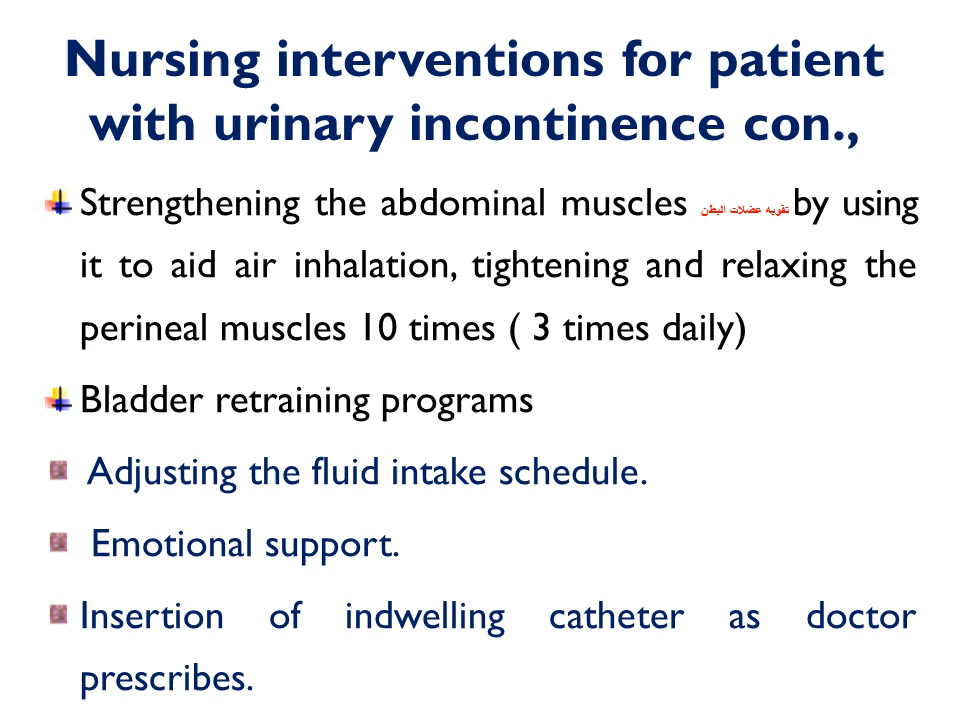 Nursing interventions for patient
with urinary incontinence con.,
Strengthening the abdominal muscles تقويه عضلات البطن by using
it to aid air inhalation, tightening and relaxing the
perineal muscles 10 times ( 3 times daily)
Bladder retraining programs
Adjusting the fluid intake schedule.
Emotional support.
Insertion of indwelling catheter as doctor
prescribes.